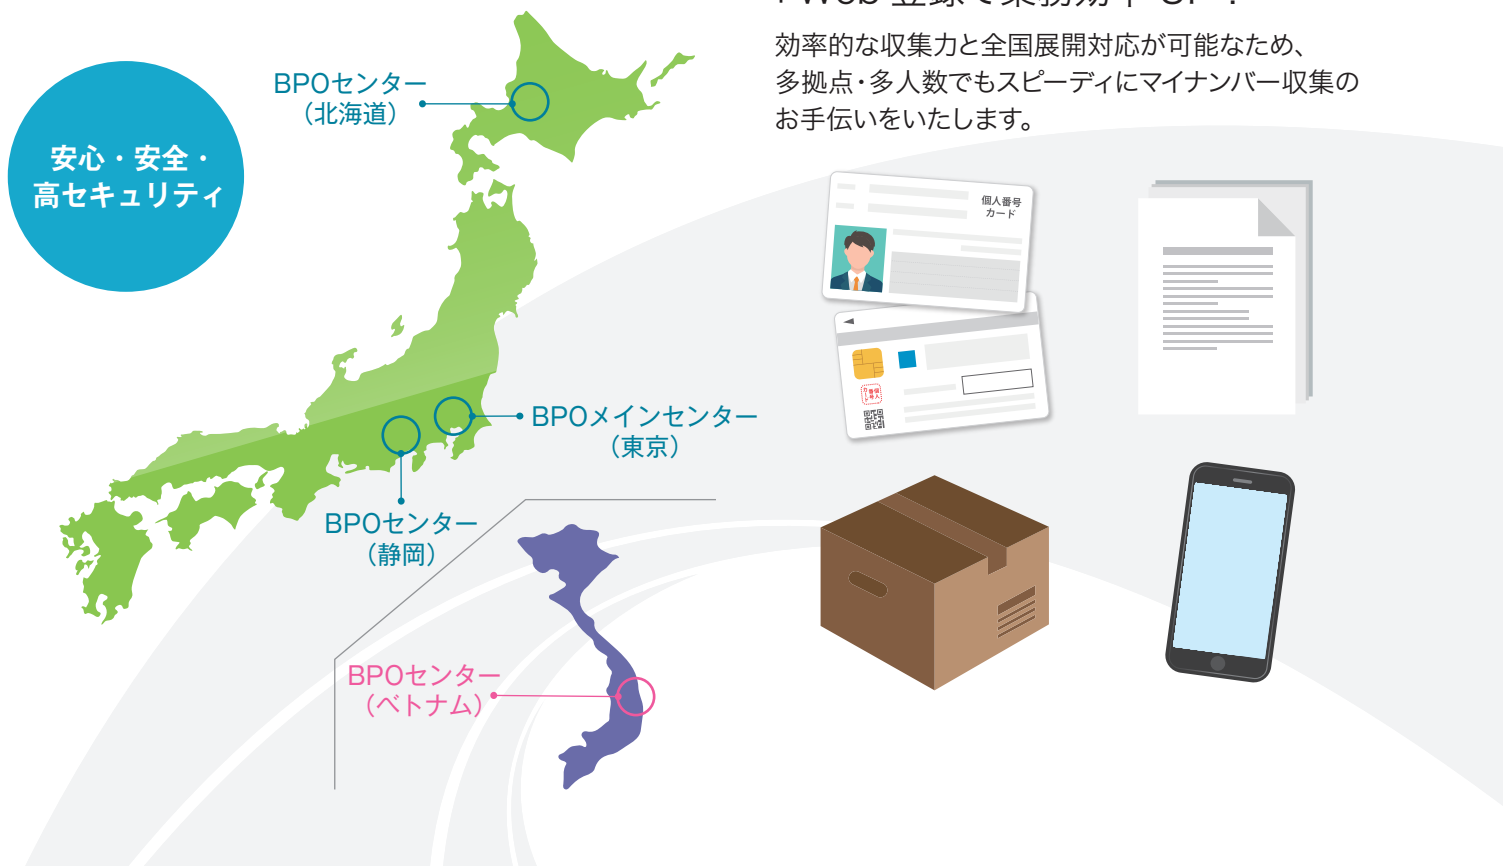 効率的な収集力と全国展開対応が可能なため、
多拠点・多人数でもスピーディにマイナンバー収集の
お手伝いをいたします。
安心・安全・
高セキュリティ
BPOセンター
（北海道）
BPOメインセンター
（東京）
BPOセンター
（静岡）
BPOセンター
（ベトナム）
個人番号
カード